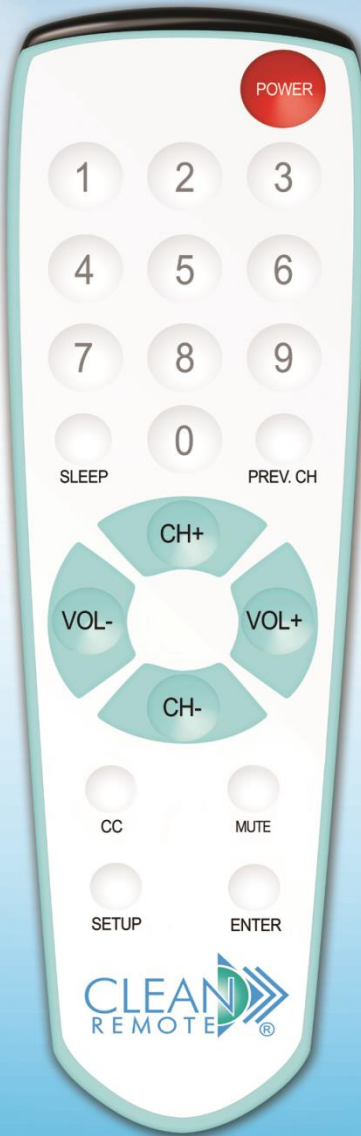 POWER
1 2 3
4 5 6
7 8 9
0
SLEEP PREV. CH
CH+
VOL- VOL+
CH-
CC MUTE
SETUP ENTER
CLEAN
REMOTE ®